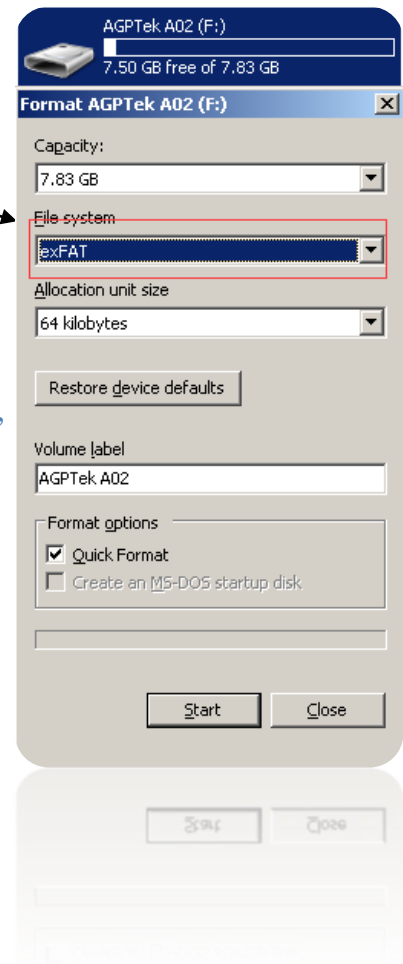 AGPTek A02 (F:)
7.50 GB free of 7.83 GB
Format AGPTek A02 (F:)
Capacity:
7.83 GB
File system
exFAT
Allocation unit size
64 kilobytes
Restore device defaults
,
Volume label
AGPTek A02
Format options
Quick Format
Create an MS-DOS startup disk
Start Close
Start Close